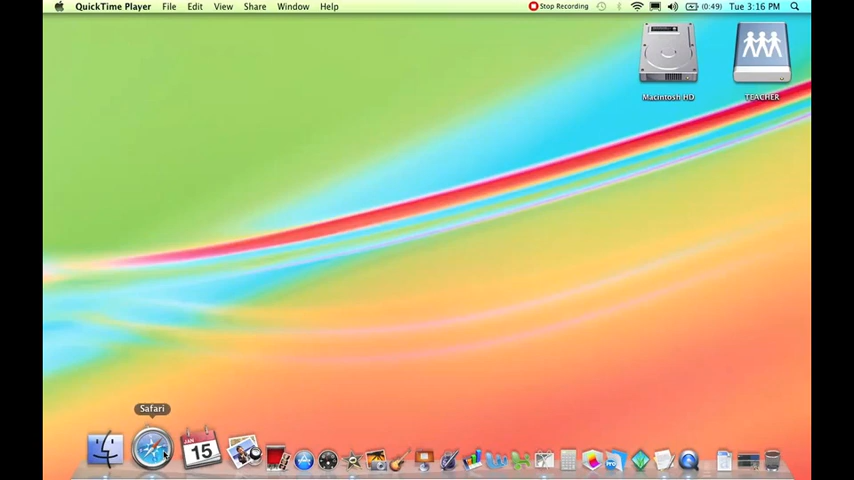 QuickTime Player File Edit View Share Window Help Stop Recording (0:49) Tue 3:16 PM
Macintosh HD TEACHER
Safari
JAN
15